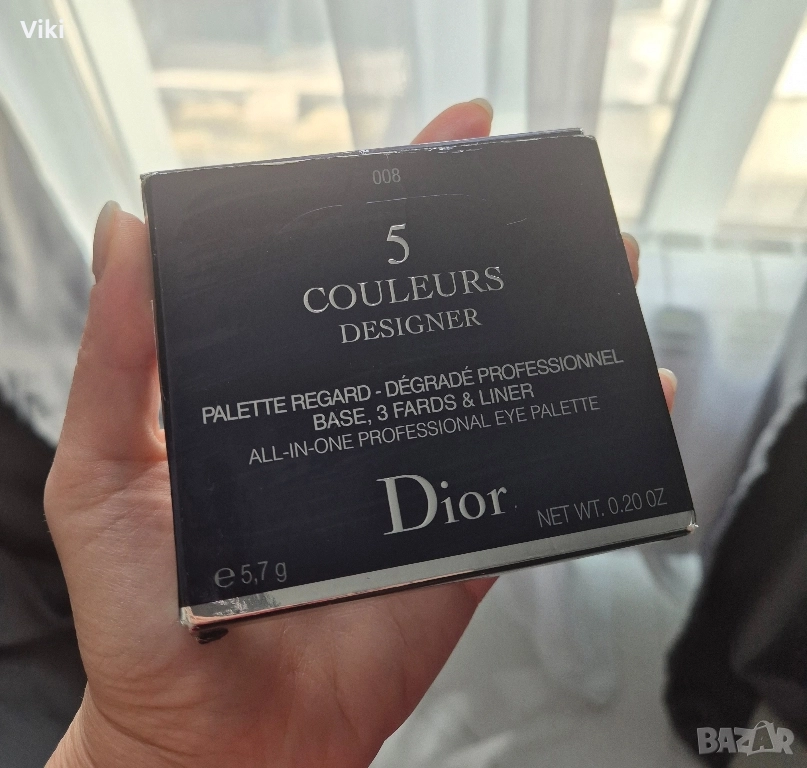 Viki
008
5
COULEURS
DESIGNER
PALETTE REGARD - DÉGRADÉ PROFESSIONNEL
BASE, 3 FARDS & LINER
ALL-IN-ONE PROFESSIONAL EYE PALETTE
Dior
℮ 5,7 g
NET WT. 0.20 OZ
BAZAR